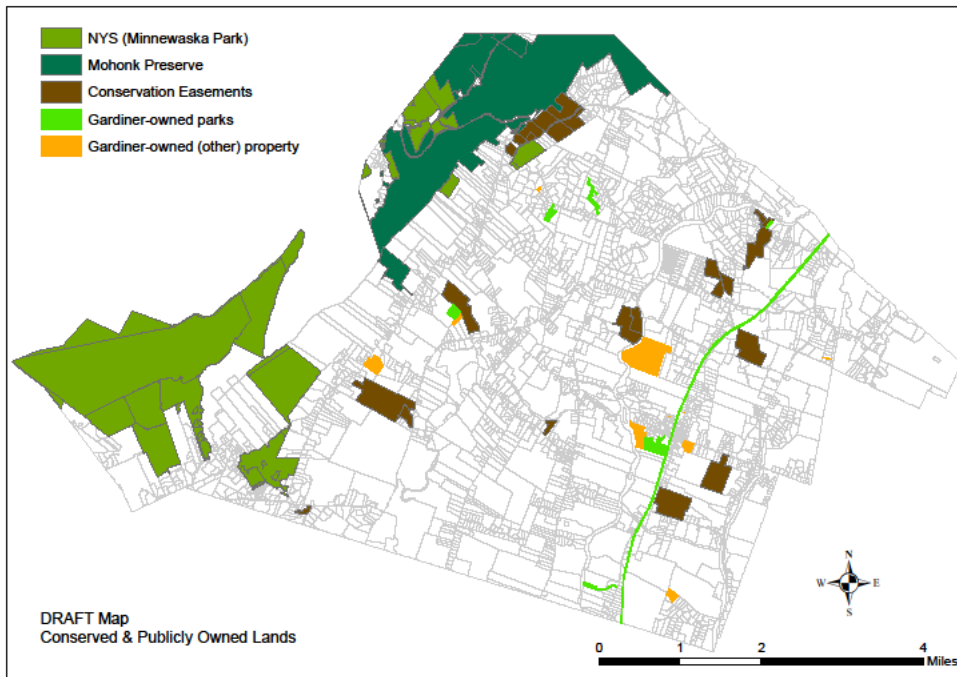 NYS (Minnewaska Park)
Mohonk Preserve
Conservation Easements
Gardiner-owned parks
Gardiner-owned (other) property
N
W E
S
DRAFT Map
Conserved & Publicly Owned Lands
0 1 2 4
Miles